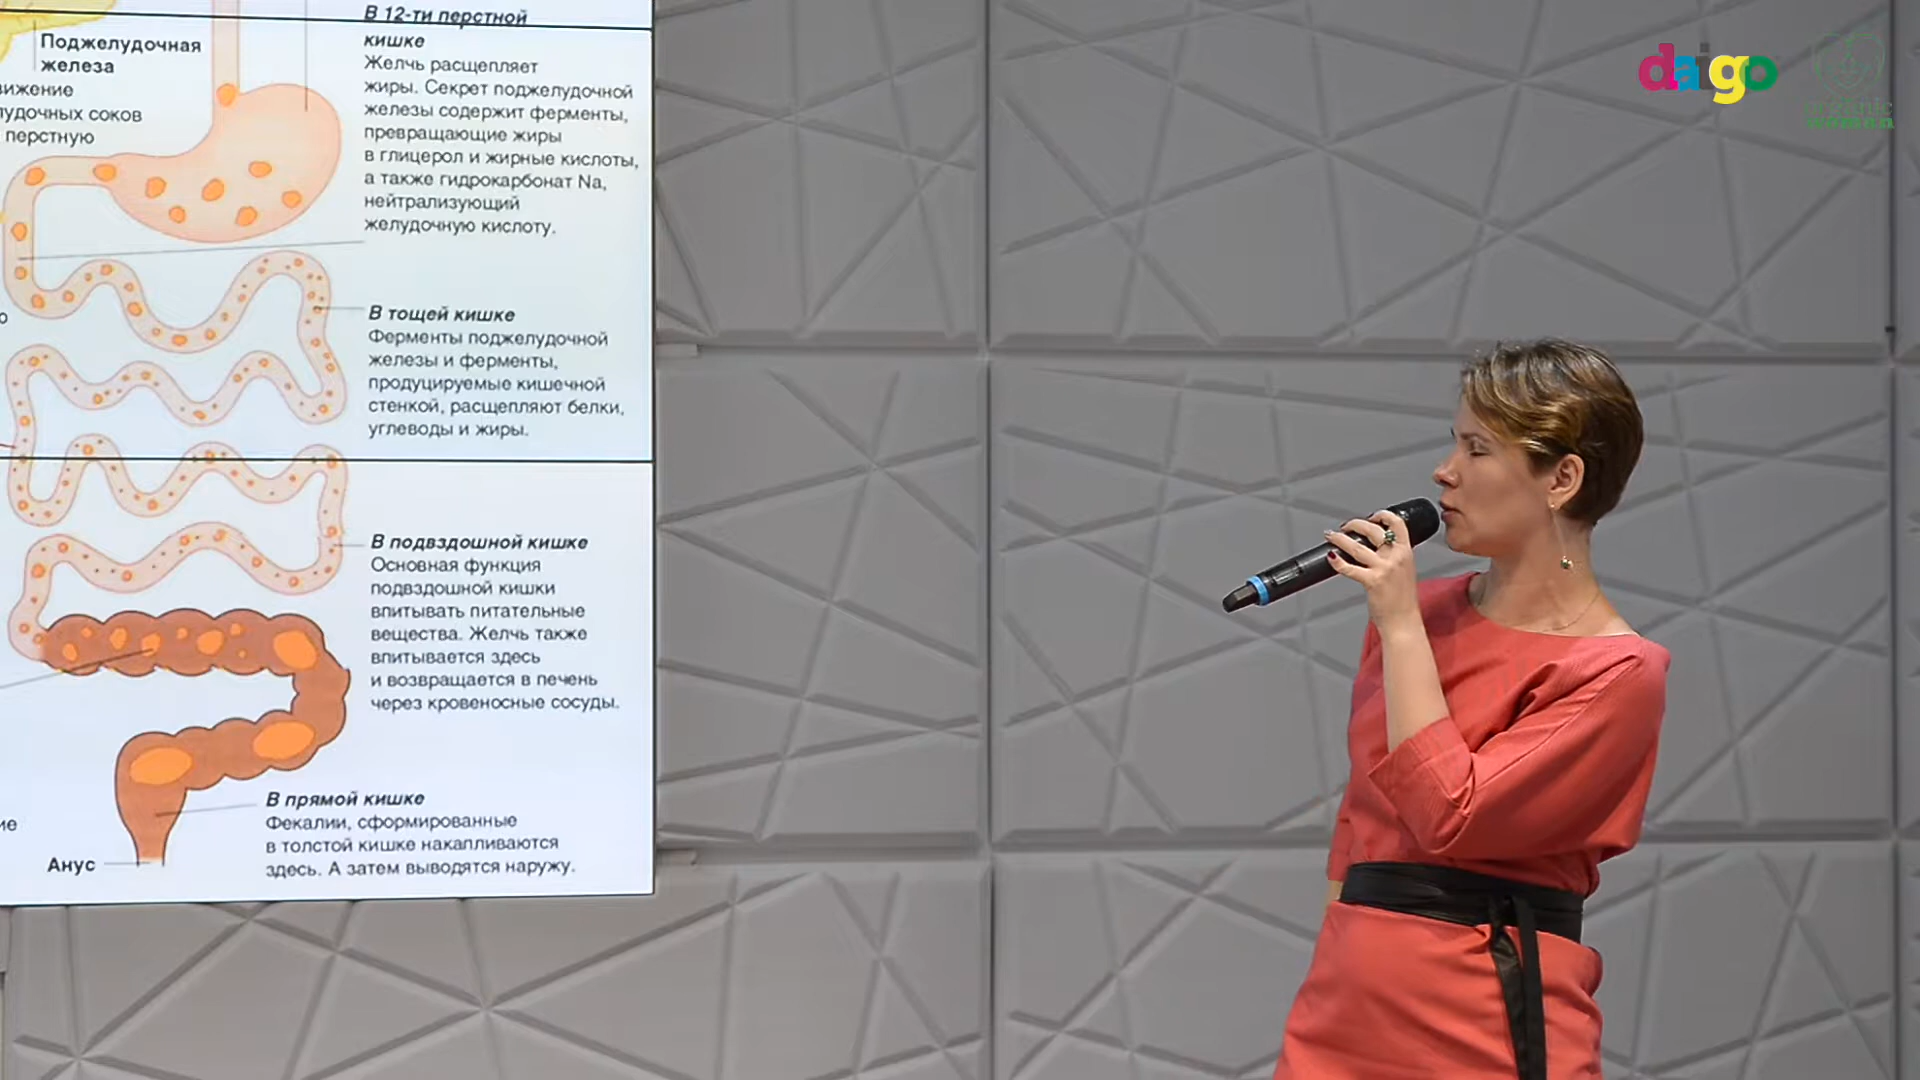 Поджелудочная
железа
лудочных соков
перстную
В 12-ти перстной
кишке
Желчь расщепляет
жиры. Секрет поджелудочной
железы содержит ферменты,
превращающие жиры
в глицерол и жирные кислоты,
а также гидрокарбонат Na,
нейтрализующий
желудочную кислоту.
В тощей кишке
Ферменты поджелудочной
железы и ферменты,
продуцируемые кишечной
стенкой, расщепляют белки,
углеводы и жиры.
В подвздошной кишке
Основная функция
подвздошной кишки
впитывать питательные
вещества. Желчь также
впитывается здесь
и возвращается в печень
через кровеносные сосуды.
В прямой кишке
Фекалии, сформированные
в толстой кишке накапливаются
здесь. А затем выводятся наружу.
Анус
daigo
organic
woman